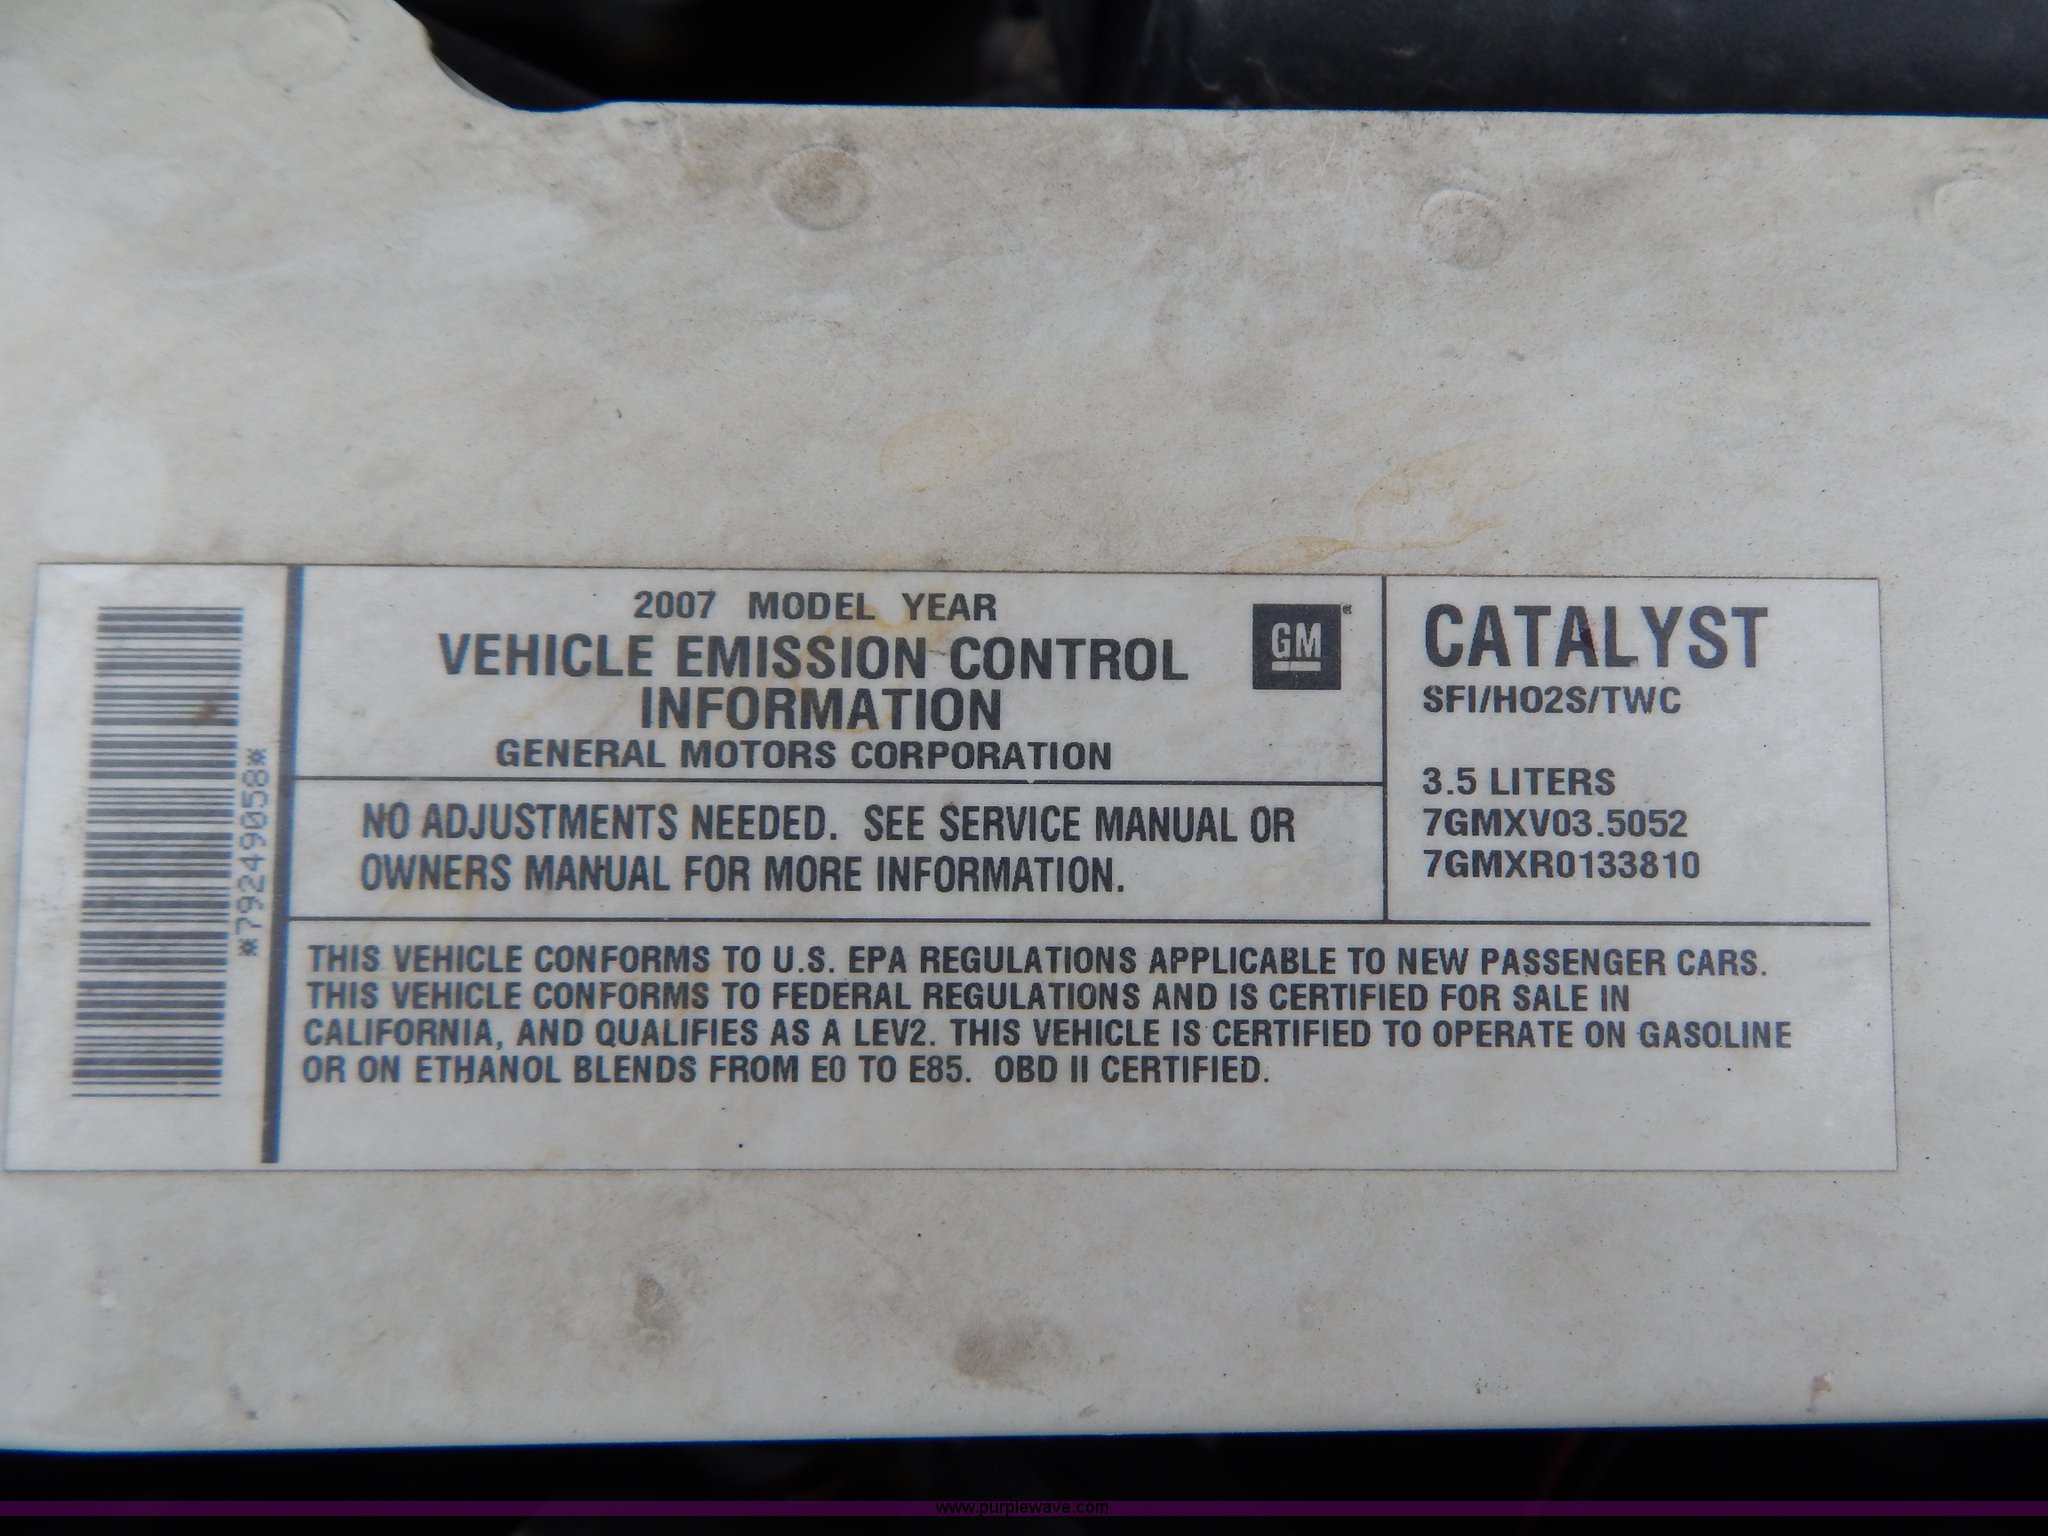 2007 MODEL YEAR
VEHICLE EMISSION CONTROL
INFORMATION
GENERAL MOTORS CORPORATION
GM
NO ADJUSTMENTS NEEDED. SEE SERVICE MANUAL OR
OWNERS MANUAL FOR MORE INFORMATION.
CATALYST
SFI/HO2S/TWC
3.5 LITERS
7GMXV03.5052
7GMXR0133810
THIS VEHICLE CONFORMS TO U.S. EPA REGULATIONS APPLICABLE TO NEW PASSENGER CARS.
THIS VEHICLE CONFORMS TO FEDERAL REGULATIONS AND IS CERTIFIED FOR SALE IN
CALIFORNIA, AND QUALIFIES AS A LEV2. THIS VEHICLE IS CERTIFIED TO OPERATE ON GASOLINE
OR ON ETHANOL BLENDS FROM E0 TO E85. OBD II CERTIFIED.
*79249058*
www.purplewave.com